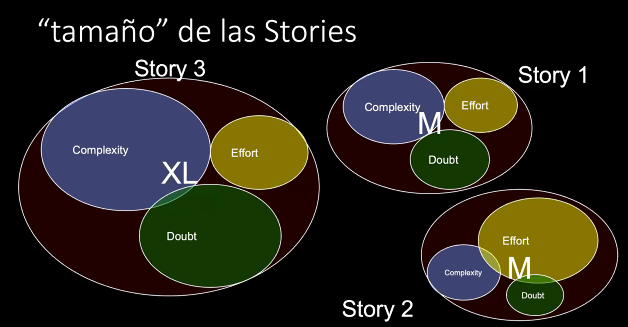 “tamaño” de las Stories
Story 3
Complexity
Effort
XL
Doubt
Story 1
Complexity
Effort
M
Doubt
Effort
Complexity
M
Doubt
Story 2